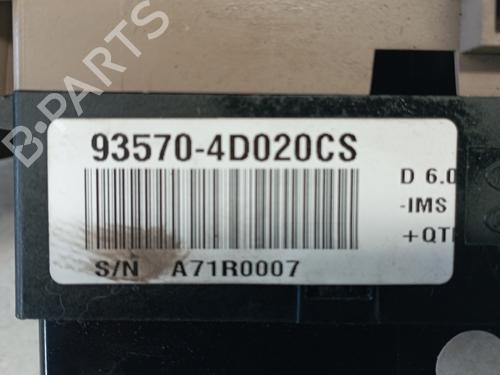 B-PARTS
93570-4D020CS
D 6.0
-IMS
+QT
S/N A71R0007